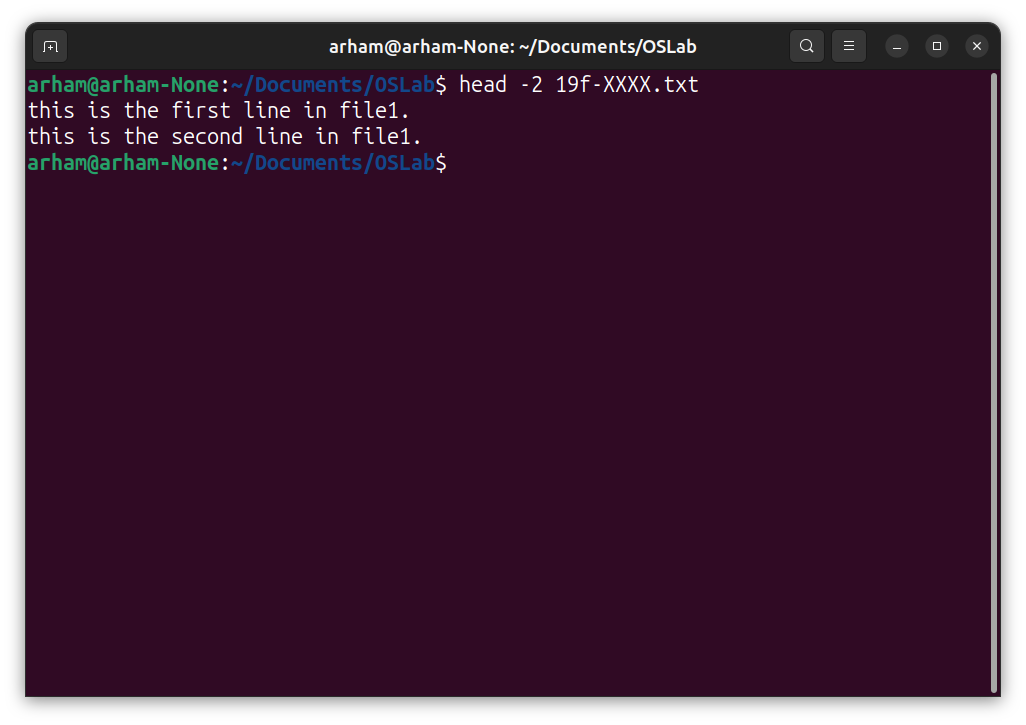 arham@arham-None: ~/Documents/OSLab
arham@arham-None:~/Documents/OSLab$ head -2 19f-XXXX.txt
this is the first line in file1.
this is the second line in file1.
arham@arham-None:~/Documents/OSLab$